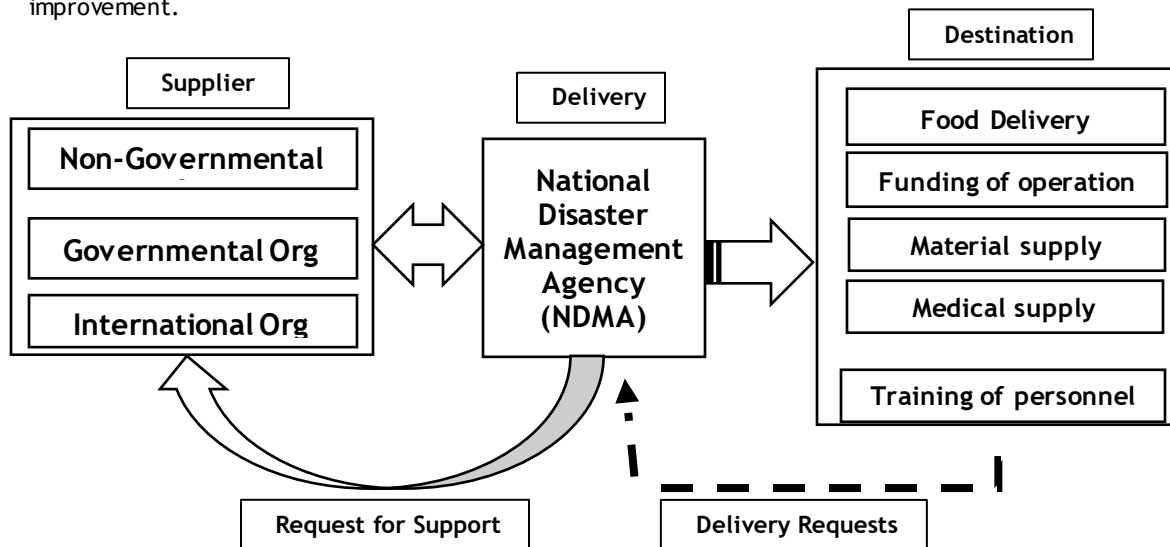 improvement.
Destination
Supplier
Delivery
Non-Governmental
Governmental Org
International Org
National
Disaster
Management
Agency
(NDMA)
Food Delivery
Funding of operation
Material supply
Medical supply
Training of personnel
Request for Support
Delivery Requests